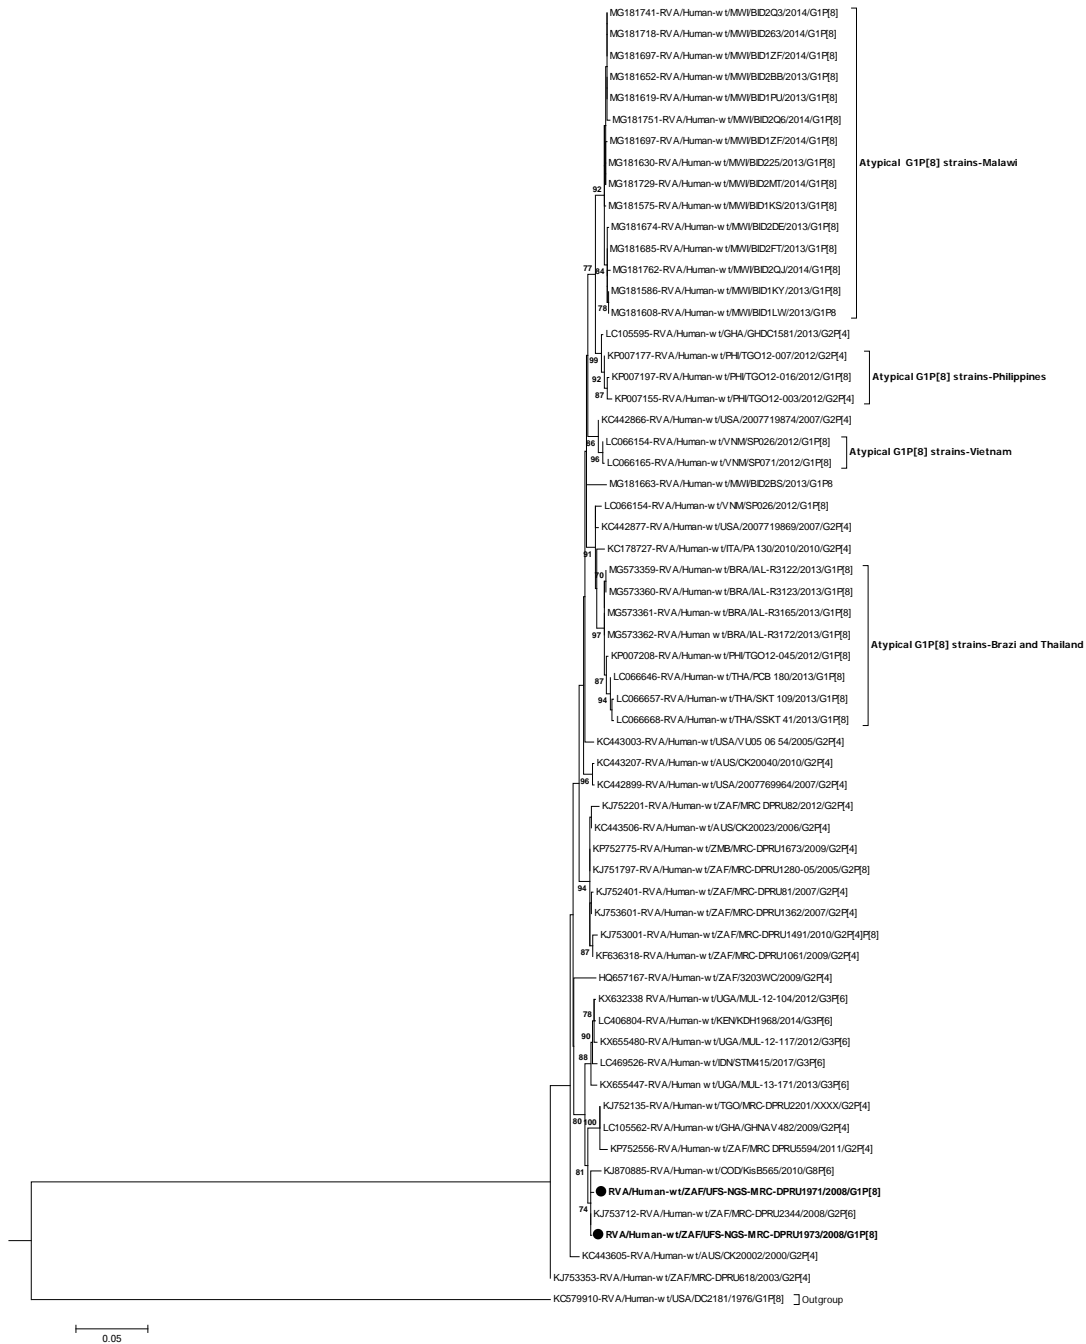 MG181741-RVA/Human-wt/MWI/BID2Q3/2014/G1P[8]
MG181718-RVA/Human-wt/MWI/BID263/2014/G1P[8]
MG181697-RVA/Human-wt/MWI/BID1ZF/2014/G1P[8]
MG181652-RVA/Human-wt/MWI/BID2BB/2013/G1P[8]
MG181619-RVA/Human-wt/MWI/BID1PU/2013/G1P[8]
MG181751-RVA/Human-wt/MWI/BID2Q6/2014/G1P[8]
MG181697-RVA/Human-wt/MWI/BID1ZF/2014/G1P[8]
MG181630-RVA/Human-wt/MWI/BID225/2013/G1P[8]
Atypical G1P[8] strains-Malawi
MG181729-RVA/Human-wt/MWI/BID2MT/2014/G1P[8]
92
MG181575-RVA/Human-wt/MWI/BID1KS/2013/G1P[8]
MG181674-RVA/Human-wt/MWI/BID2DE/2013/G1P[8]
MG181685-RVA/Human-wt/MWI/BID2FT/2013/G1P[8]
77
84
MG181762-RVA/Human-wt/MWI/BID2QJ/2014/G1P[8]
MG181586-RVA/Human-wt/MWI/BID1KY/2013/G1P[8]
78
MG181608-RVA/Human-wt/MWI/BID1LW/2013/G1P8
LC105595-RVA/Human-wt/GHA/GHDC1581/2013/G2P[4]
99
KP007177-RVA/Human-wt/PHI/TGO12-007/2012/G2P[4]
92
KP007197-RVA/Human-wt/PHI/TGO12-016/2012/G1P[8]
Atypical G1P[8] strains-Philippines
87
KP007155-RVA/Human-wt/PHI/TGO12-003/2012/G2P[4]
KC442866-RVA/Human-wt/USA/2007719874/2007/G2P[4]
86
LC066154-RVA/Human-wt/VNM/SP026/2012/G1P[8]
Atypical G1P[8] strains-Vietnam
96
LC066165-RVA/Human-wt/VNM/SP071/2012/G1P[8]
MG181663-RVA/Human-wt/MWI/BID2BS/2013/G1P8
LC066154-RVA/Human-wt/VNM/SP026/2012/G1P[8]
KC442877-RVA/Human-wt/USA/2007719869/2007/G2P[4]
91
KC178727-RVA/Human-wt/ITA/PA130/2010/2010/G2P[4]
70
MG573359-RVA/Human-wt/BRA/IAL-R3122/2013/G1P[8]
MG573360-RVA/Human-wt/BRA/IAL-R3123/2013/G1P[8]
MG573361-RVA/Human-wt/BRA/IAL-R3165/2013/G1P[8]
97
MG573362-RVA/Human-wt/BRA/IAL-R3172/2013/G1P[8]
Atypical G1P[8] strains-Brazi and Thailand
KP007208-RVA/Human-wt/PHI/TGO12-045/2012/G1P[8]
87
LC066646-RVA/Human-wt/THA/PCB 180/2013/G1P[8]
94
LC066657-RVA/Human-wt/THA/SKT 109/2013/G1P[8]
LC066668-RVA/Human-wt/THA/SSKT 41/2013/G1P[8]
KC443003-RVA/Human-wt/USA/VU05 06 54/2005/G2P[4]
KC443207-RVA/Human-wt/AUS/CK20040/2010/G2P[4]
96
KC442899-RVA/Human-wt/USA/2007769964/2007/G2P[4]
KJ752201-RVA/Human-wt/ZAF/MRC DPRU82/2012/G2P[4]
KC443506-RVA/Human-wt/AUS/CK20023/2006/G2P[4]
KP752775-RVA/Human-wt/ZMB/MRC-DPRU1673/2009/G2P[4]
KJ751797-RVA/Human-wt/ZAF/MRC-DPRU1280-05/2005/G2P[8]
94
KJ752401-RVA/Human-wt/ZAF/MRC-DPRU81/2007/G2P[4]
KJ753601-RVA/Human-wt/ZAF/MRC-DPRU1362/2007/G2P[4]
KJ753001-RVA/Human-wt/ZAF/MRC-DPRU1491/2010/G2P[4]P[8]
87
KF636318-RVA/Human-wt/ZAF/MRC-DPRU1061/2009/G2P[4]
HQ657167-RVA/Human-wt/ZAF/3203WC/2009/G2P[4]
KX632338 RVA/Human-wt/UGA/MUL-12-104/2012/G3P[6]
78
LC406804-RVA/Human-wt/KEN/KDH1968/2014/G3P[6]
90
KX655480-RVA/Human-wt/UGA/MUL-12-117/2012/G3P[6]
88
LC469526-RVA/Human-wt/IDN/STM415/2017/G3P[6]
KX655447-RVA/Human-wt/UGA/MUL-13-171/2013/G3P[6]
KJ752135-RVA/Human-wt/TGO/MRC-DPRU2201/XXXX/G2P[4]
80
100
LC105562-RVA/Human-wt/GHA/GHNAV482/2009/G2P[4]
KP752556-RVA/Human-wt/ZAF/MRC DPRU5594/2011/G2P[4]
81
KJ870885-RVA/Human-wt/COD/KisB565/2010/G8P[6]
RVA/Human-wt/ZAF/UFS-NGS-MRC-DPRU1971/2008/G1P[8]
74
KJ753712-RVA/Human-wt/ZAF/MRC-DPRU2344/2008/G2P[6]
RVA/Human-wt/ZAF/UFS-NGS-MRC-DPRU1973/2008/G1P[8]
KC443605-RVA/Human-wt/AUS/CK20002/2000/G2P[4]
KJ753353-RVA/Human-wt/ZAF/MRC-DPRU618/2003/G2P[4]
KC579910-RVA/Human-wt/USA/DC2181/1976/G1P[8]
Outgroup
0.05